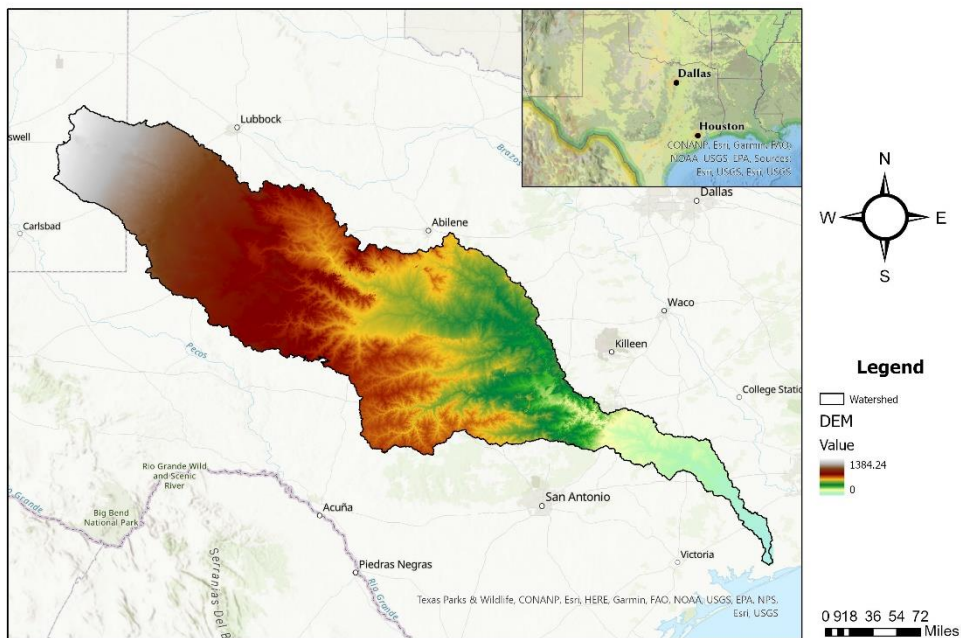 Dallas
Houston
CONANP, Esri, Garmin, FAO,
NOAA, USGS, EPA, Sources:
Esri, USGS, Esri, USGS
Lubbock
swell
Brazos
Dallas
Carlsbad
Abilene
Waco
Killeen
Pecos
College Statio
Rio Grande Wild
and Scenic
River
San Antonio
Big Bend
National Park
Acuña
Victoria
Serranías Del B
Piedras Negras
Rio Grande
Texas Parks & Wildlife, CONANP, Esri, HERE, Garmin, FAO, NOAA, USGS, EPA, NPS,
Esri, USGS
N
W
E
S
Legend
Watershed
DEM
Value
1384.24
0
0 9 18 36 54 72
Miles